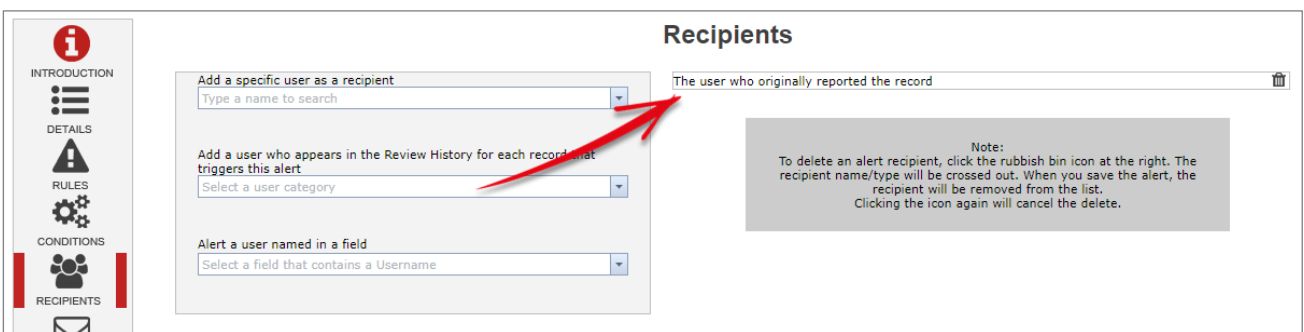 Recipients
INTRODUCTION
DETAILS
RULES
CONDITIONS
RECIPIENTS
Add a specific user as a recipient
Type a name to search
Add a user who appears in the Review History for each record that
triggers this alert
Select a user category
Alert a user named in a field
Select a field that contains a Username
The user who originally reported the record
Note:
To delete an alert recipient, click the rubbish bin icon at the right. The
recipient name/type will be crossed out. When you save the alert, the
recipient will be removed from the list.
Clicking the icon again will cancel the delete.